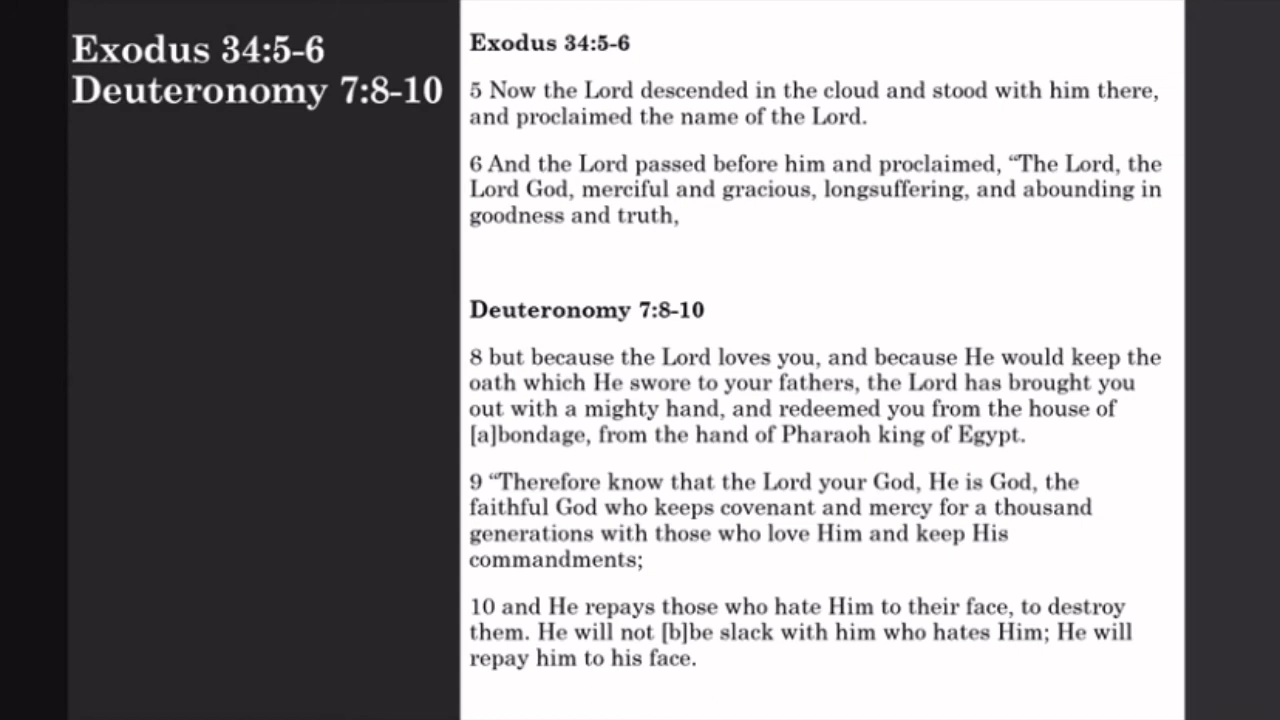 Exodus 34:5-6
Deuteronomy 7:8-10
Exodus 34:5-6
5 Now the Lord descended in the cloud and stood with him there,
and proclaimed the name of the Lord.
6 And the Lord passed before him and proclaimed, “The Lord, the
Lord God, merciful and gracious, longsuffering, and abounding in
goodness and truth,
Deuteronomy 7:8-10
8 but because the Lord loves you, and because He would keep the
oath which He swore to your fathers, the Lord has brought you
out with a mighty hand, and redeemed you from the house of
[a]bondage, from the hand of Pharaoh king of Egypt.
9 “Therefore know that the Lord your God, He is God, the
faithful God who keeps covenant and mercy for a thousand
generations with those who love Him and keep His
commandments;
10 and He repays those who hate Him to their face, to destroy
them. He will not [b]be slack with him who hates Him; He will
repay him to his face.